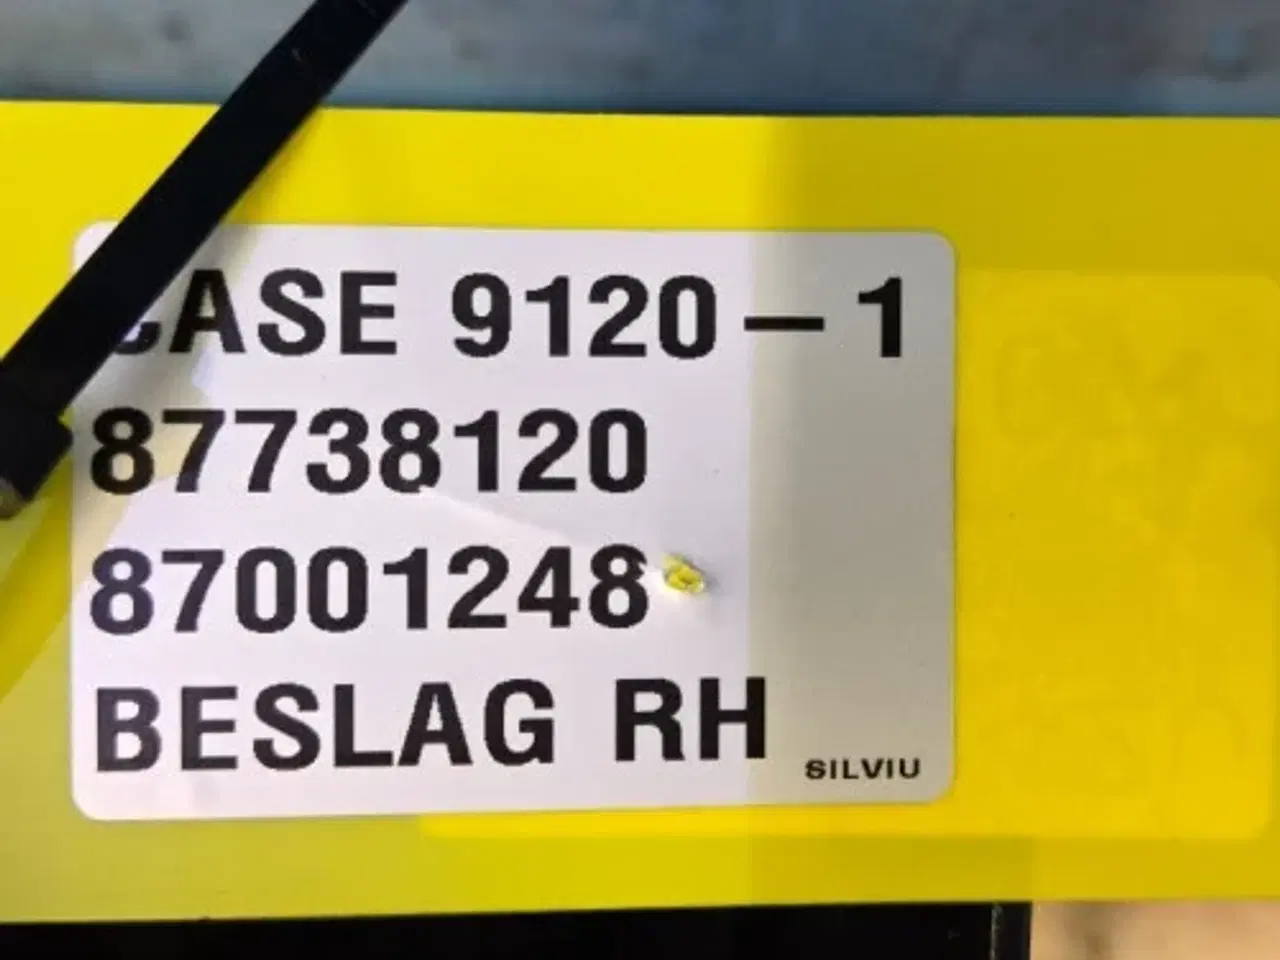 CASE 9120-1
87738120
87001248
BESLAG RH
SILVIU